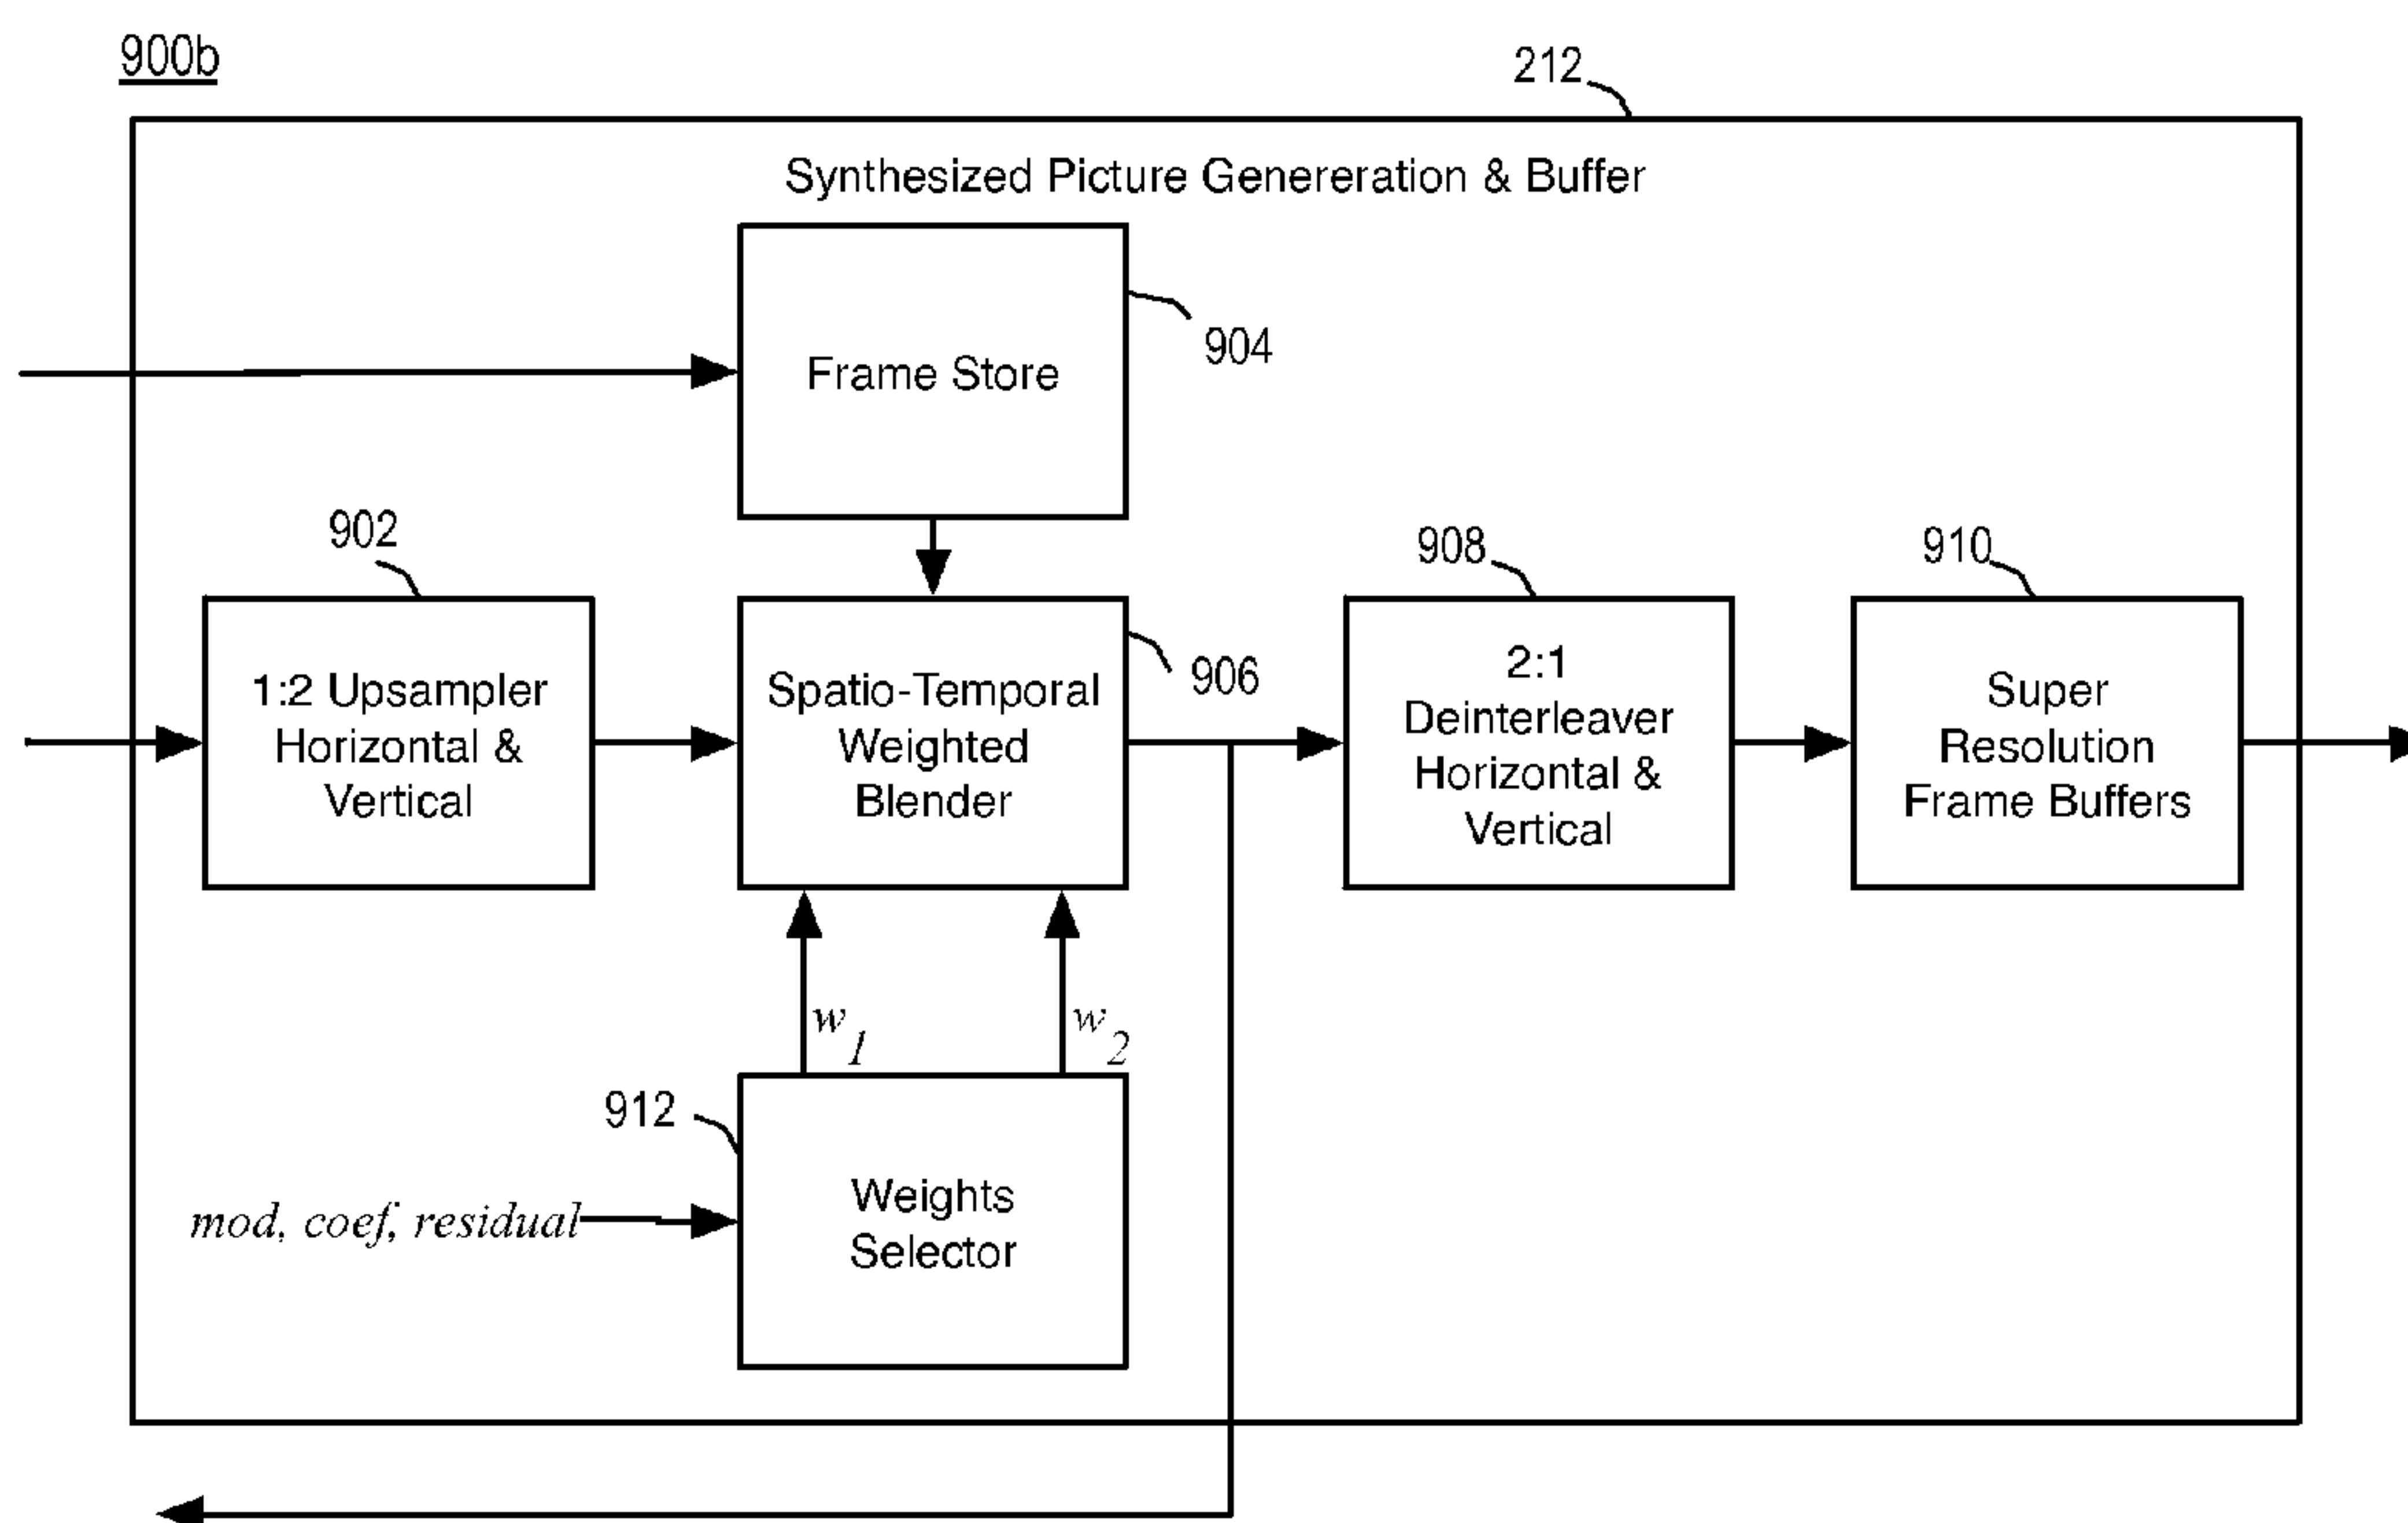 900b
212
Synthesized Picture Genereration & Buffer
Frame Store
904
902
1:2 Upsampler
Horizontal &
Vertical
Spatio-Temporal
Weighted
Blender
906
908
2:1
Deinterleaver
Horizontal &
Vertical
910
Super
Resolution
Frame Buffers
w1
w2
912
mod, coef, residual
Weights
Selector